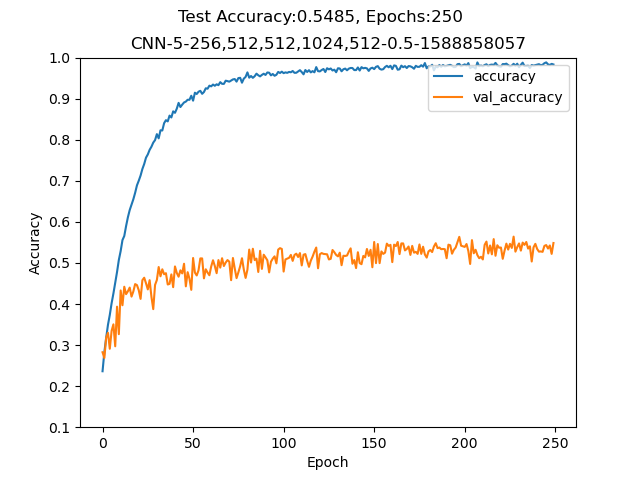 Test Accuracy:0.5485, Epochs:250
CNN-5-256,512,512,1024,512-0.5-1588858057
1.0
accuracy
val_accuracy
0.9
0.8
0.7
0.6
Accuracy
0.5
0.4
0.3
0.2
0.1
0
50
100
150
200
250
Epoch